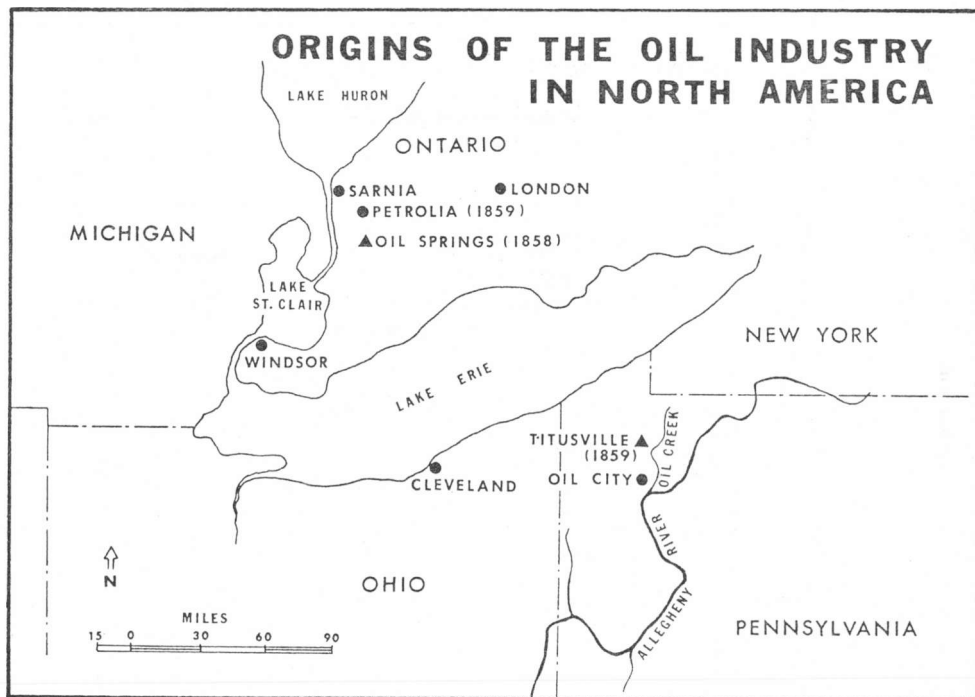 ORIGINS OF THE OIL INDUSTRY
IN NORTH AMERICA
LAKE HURON
ONTARIO
SARNIA
LONDON
PETROLIA (1859)
MICHIGAN
OIL SPRINGS (1858)
LAKE
ST. CLAIR
NEW YORK
WINDSOR
LAKE ERIE
TITUSVILLE
(1859)
OIL CREEK
CLEVELAND
OIL CITY
RIVER
N
OHIO
ALLEGHENY
MILES
15 0 30 60 90
PENNSYLVANIA